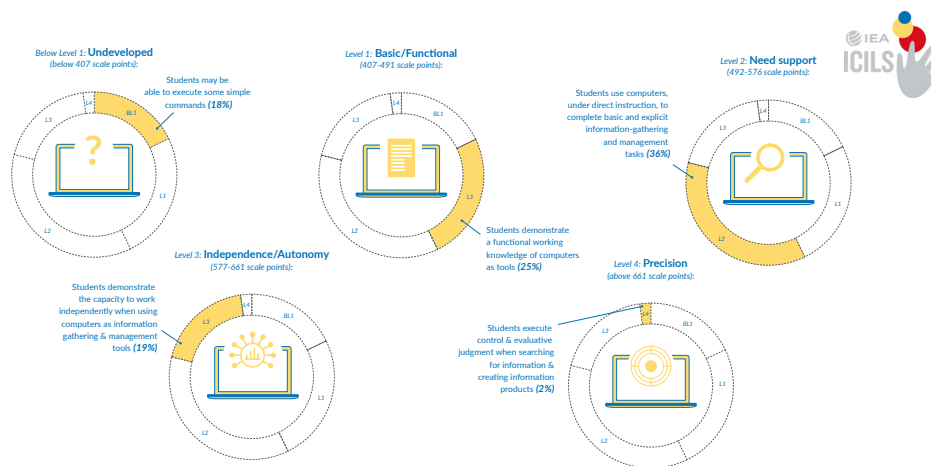 IEA
ICILS
Below Level 1: Undeveloped
(below 407 scale points):
Students may be
able to execute some simple
commands (18%)
L4
BL1
L3
L1
L2
?
Level 1: Basic/Functional
(407-491 scale points):
L4
BL1
L3
L1
L2
Students demonstrate
a functional working
knowledge of computers
as tools (25%)
Level 2: Need support
(492-576 scale points):
Students use computers,
under direct instruction, to
complete basic and explicit
information-gathering
and management
tasks (36%)
L4
BL1
L3
L1
L2
Level 3: Independence/Autonomy
(577-661 scale points):
Students demonstrate
the capacity to work
independently when using
computers as information
gathering & management
tools (19%)
L4
BL1
L3
L1
L2
Level 4: Precision
(above 661 scale points):
Students execute
control & evaluative
judgment when searching
for information &
creating information
products (2%)
L4
BL1
L3
L1
L2